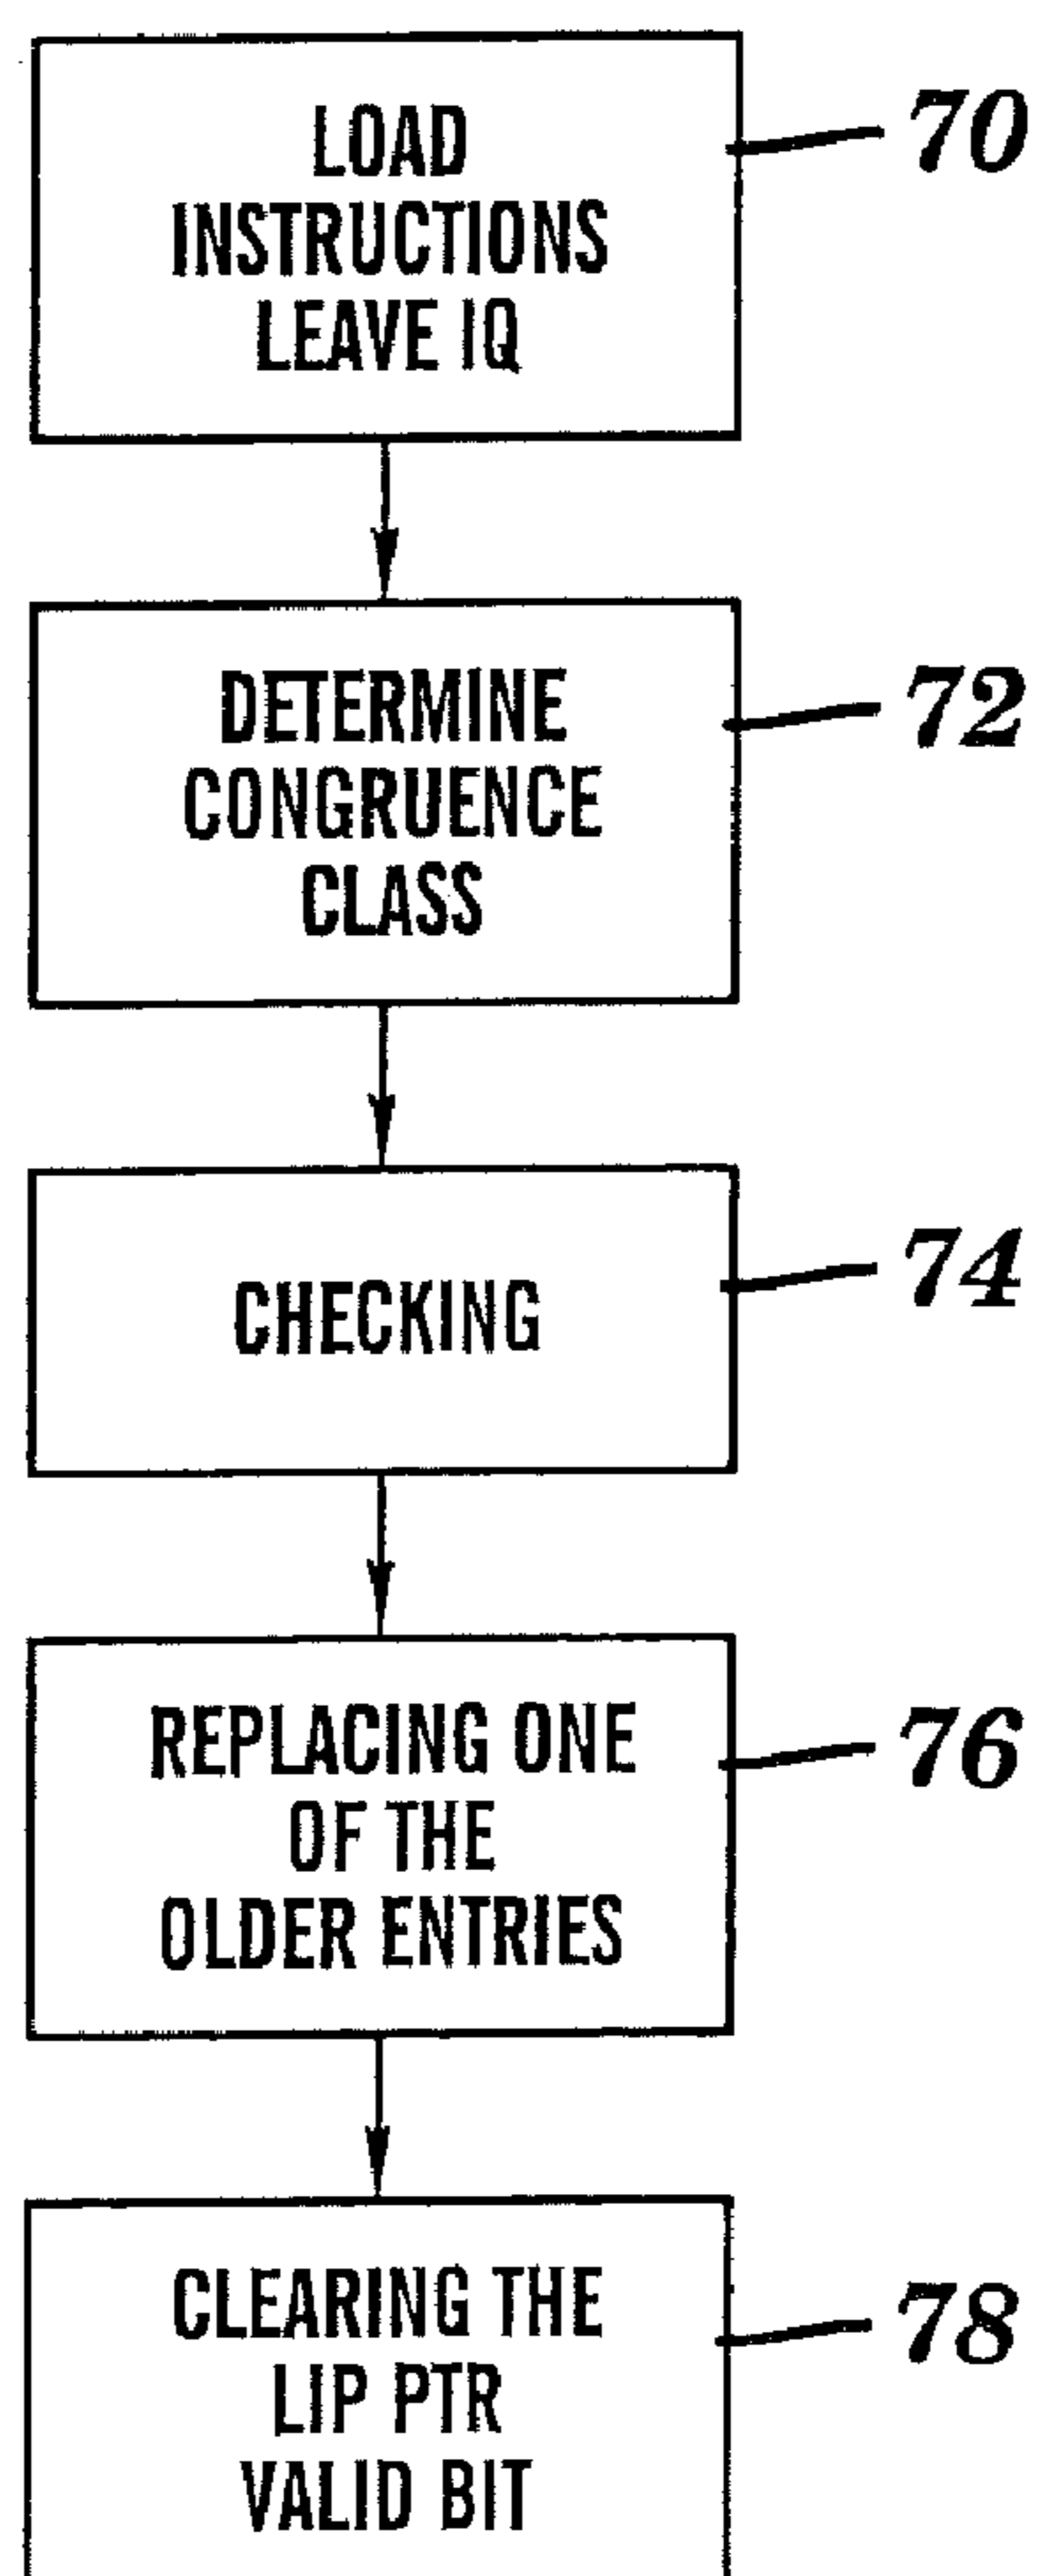 LOAD
INSTRUCTIONS
LEAVE IQ
70
DETERMINE
CONGRUENCE
CLASS
72
CHECKING
74
REPLACING ONE
OF THE
OLDER ENTRIES
76
CLEARING THE
LIP PTR
VALID BIT
78